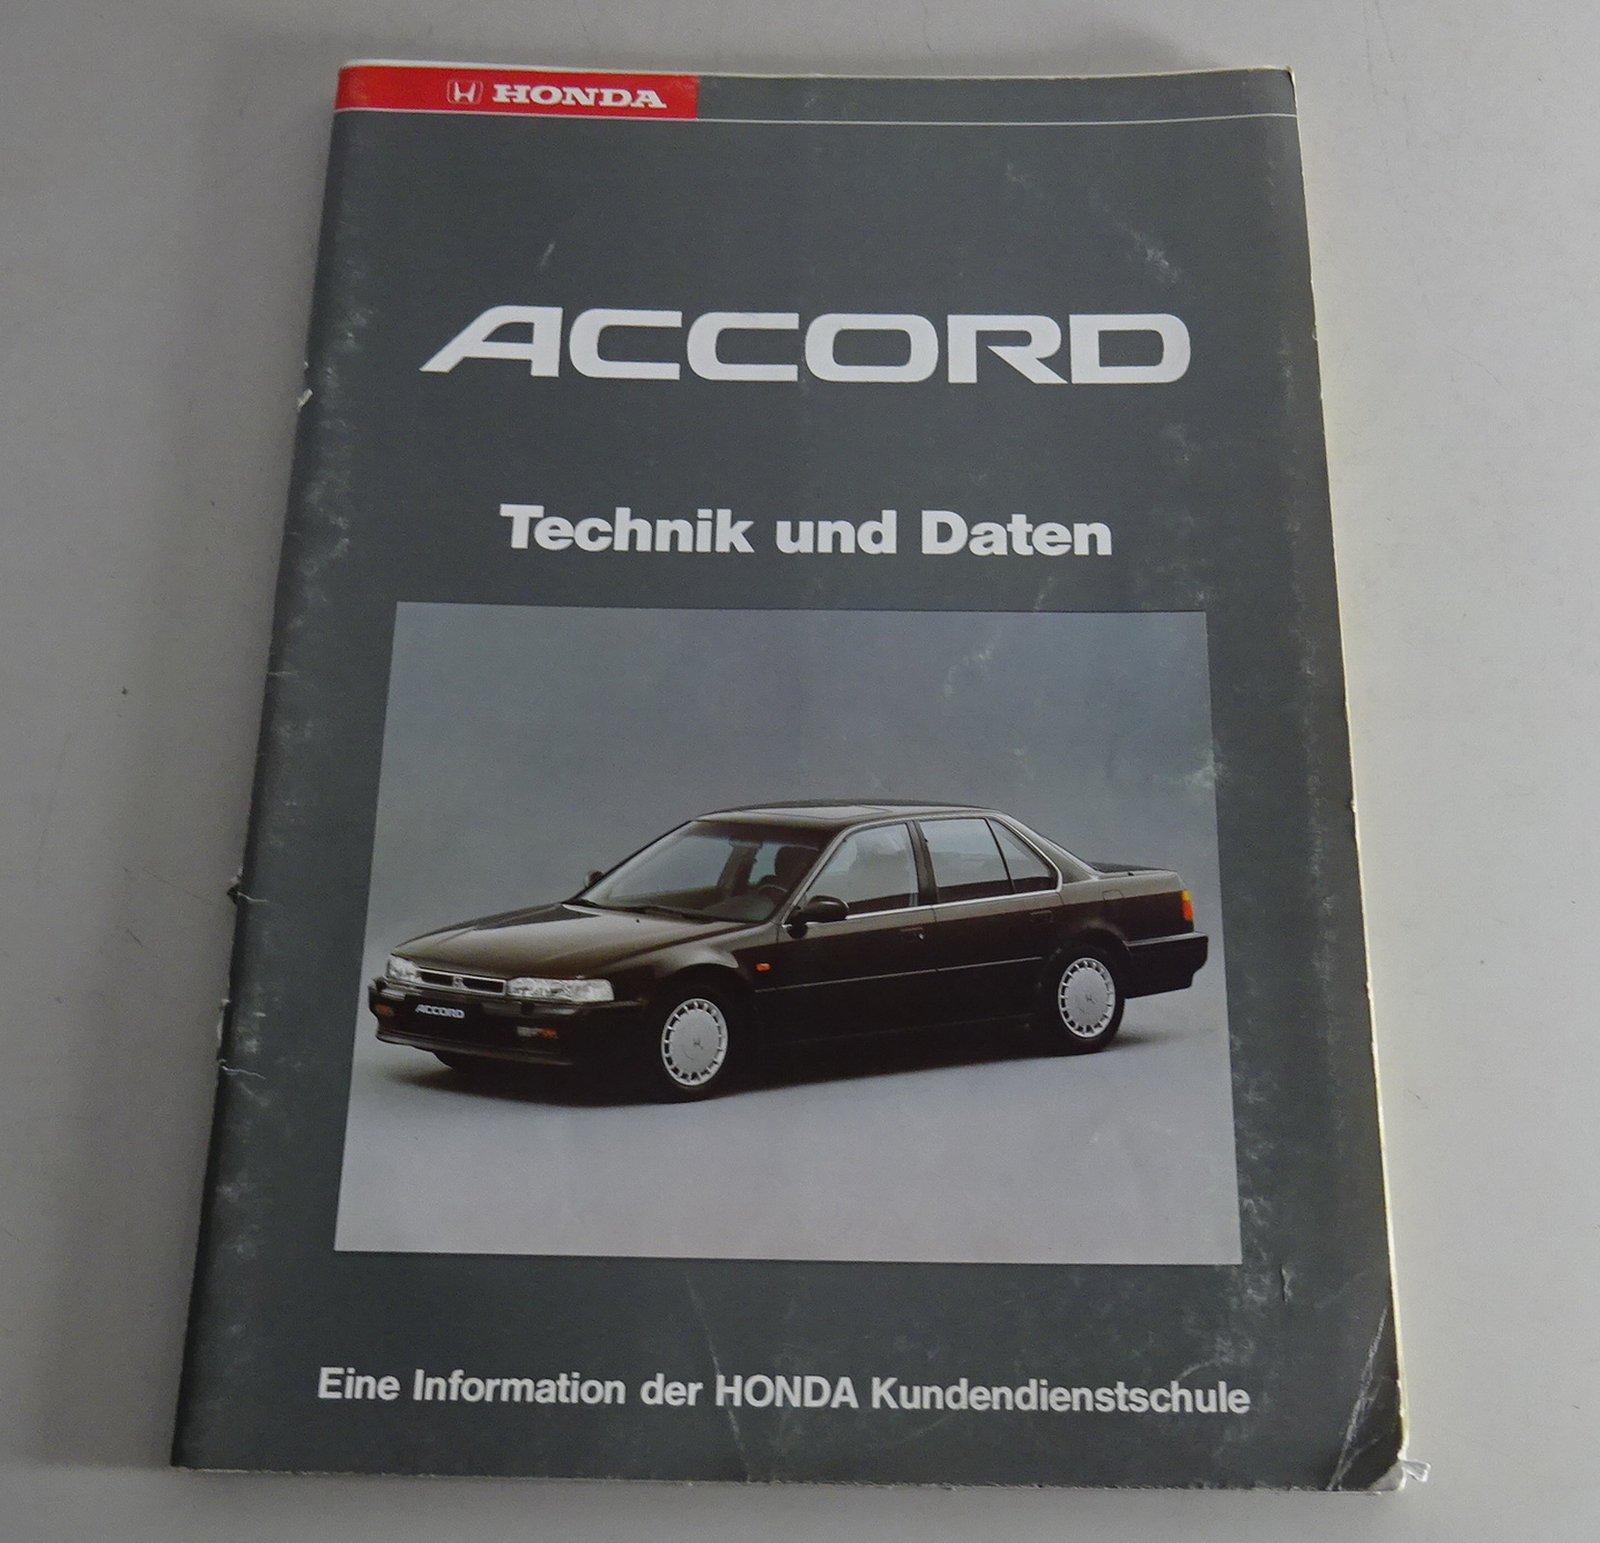 HONDA
ACCORD
Technik und Daten
ACCORD
Eine Information der HONDA Kundendienstschule